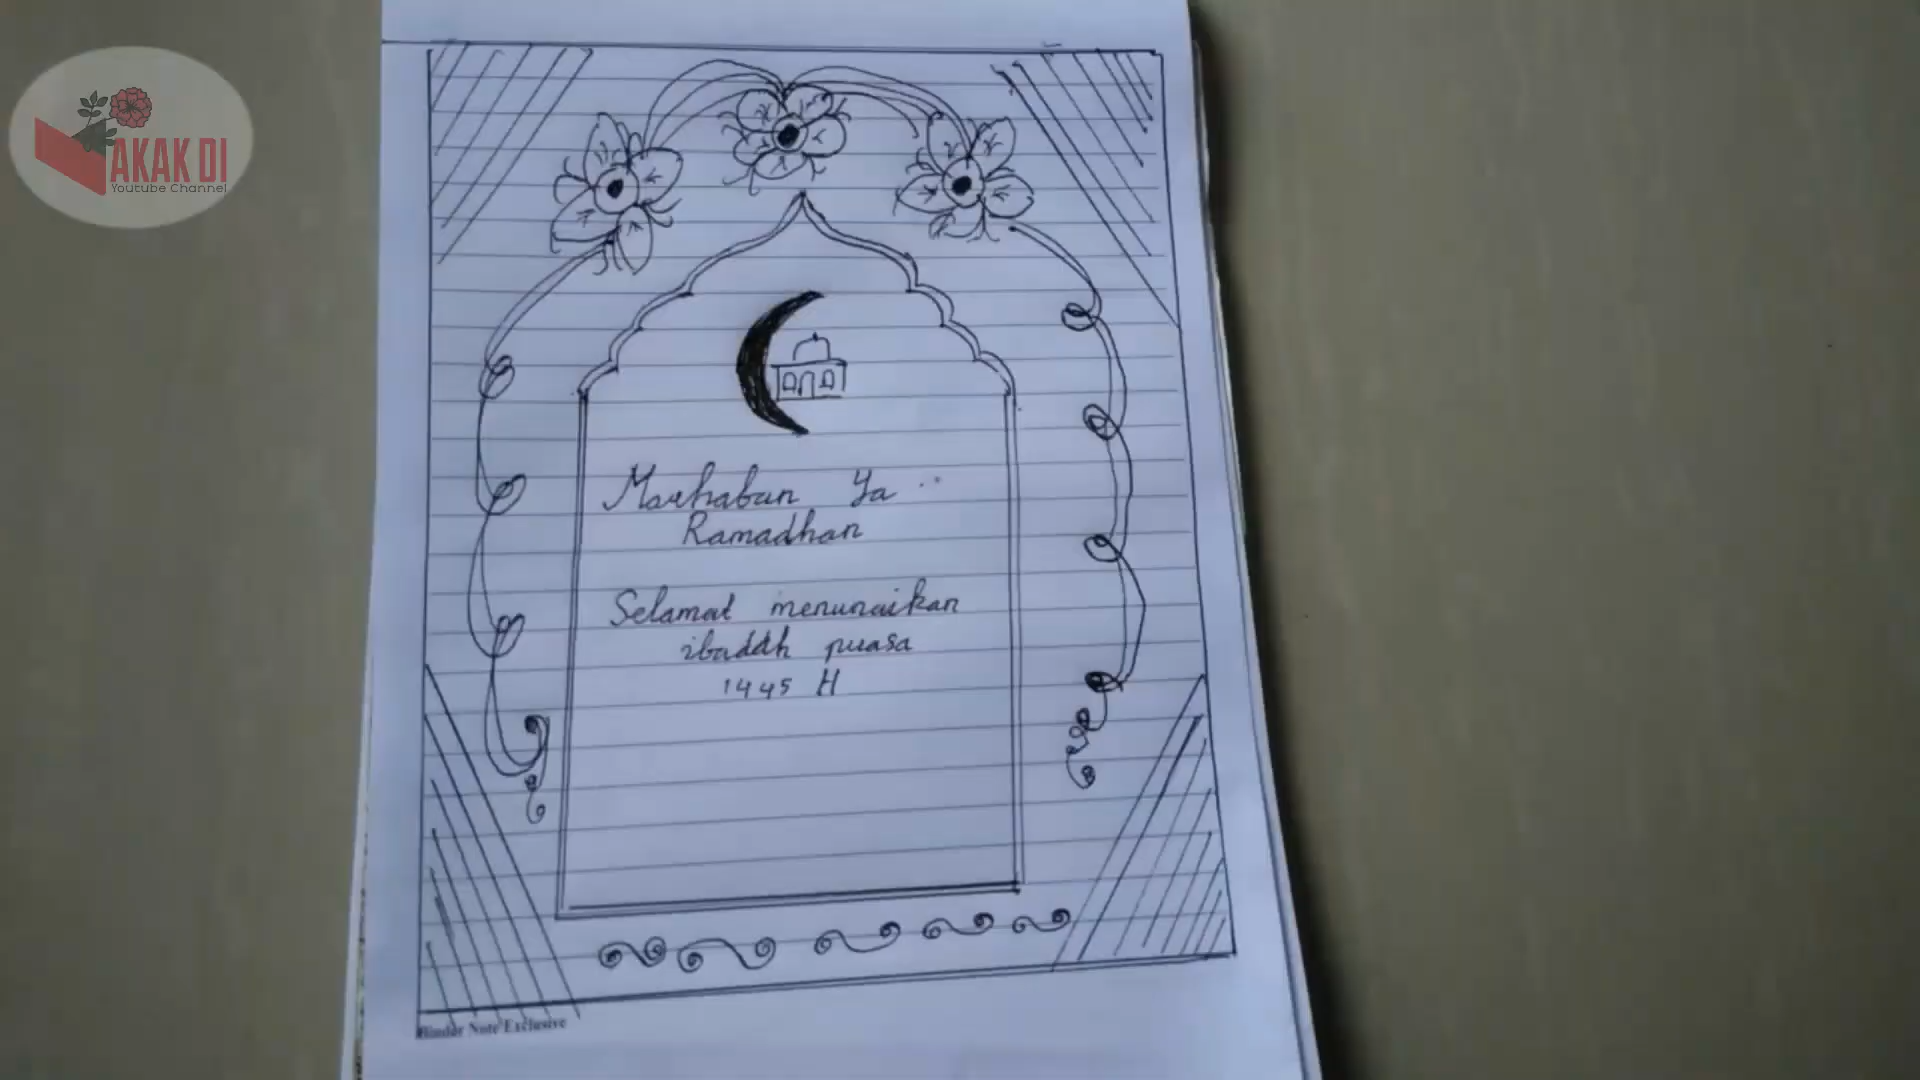 AKAK DI
Youtube Channel
Marhaban Ya
Ramadhan
Selamat menunaikan
ibadah puasa
1445 H
Binder Note Exclusive